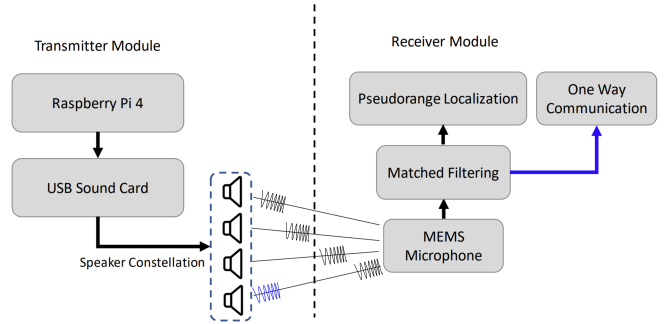 Transmitter Module
Receiver Module
Raspberry Pi 4
USB Sound Card
Speaker Constellation
Pseudorange Localization
One Way
Communication
Matched Filtering
MEMS
Microphone